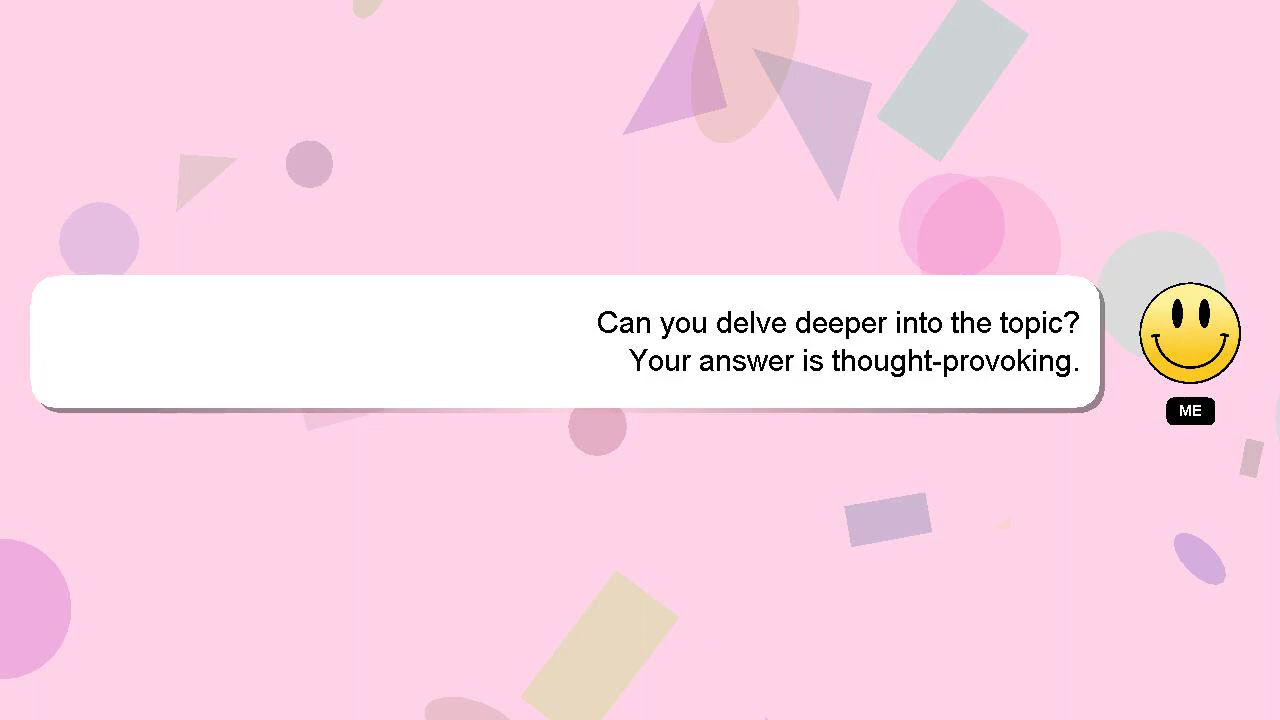 Can you delve deeper into the topic?
Your answer is thought-provoking.
ME